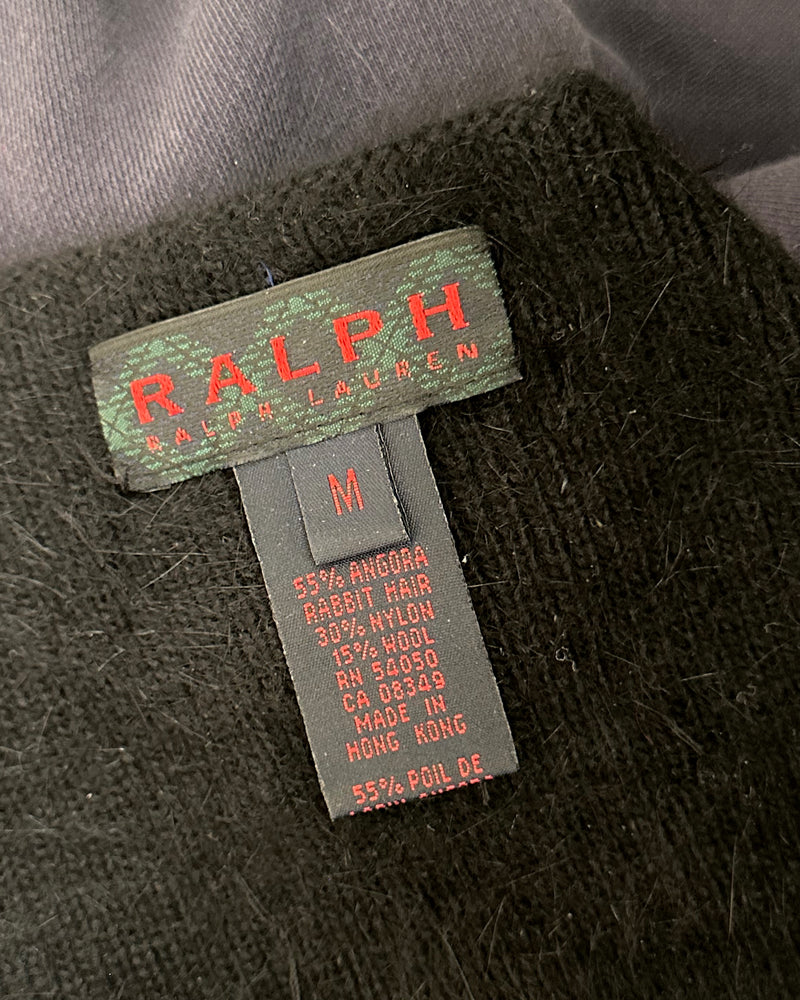 RALPH
RALPH LAUREN
M
55% ANGORA
RABBIT HAIR
30% NYLON
15% WOOL
RN 54050
CA 08349
MADE IN
HONG KONG
55% POIL DE